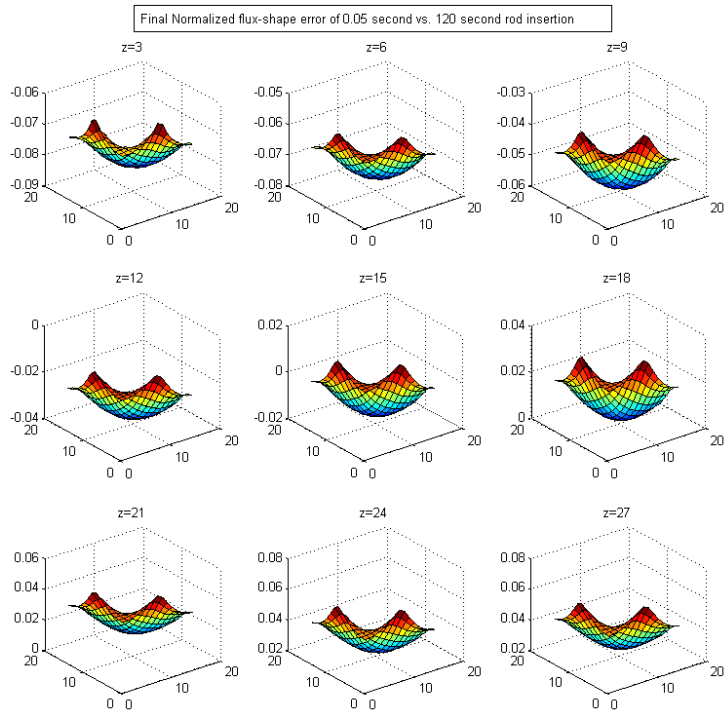 Final Normalized flux-shape error of 0.05 second vs. 120 second rod insertion
z=3 z=6 z=9
-0.06 -0.05 -0.03
-0.07 -0.06 -0.04
-0.08 -0.07 -0.05
-0.09 -0.08 -0.06
20 20 20 20 20 20
10 10 10 10 10 10
0 0 0 0 0 0
z=12 z=15 z=18
0 0.02 0.04
-0.02 0 0.02
-0.04 -0.02 0
20 20 20 20 20 20
10 10 10 10 10 10
0 0 0 0 0 0
z=21 z=24 z=27
0.06 0.08 0.08
0.04 0.06 0.06
0.02 0.04 0.04
0 0.02 0.02
20 20 20 20 20 20
10 10 10 10 10 10
0 0 0 0 0 0